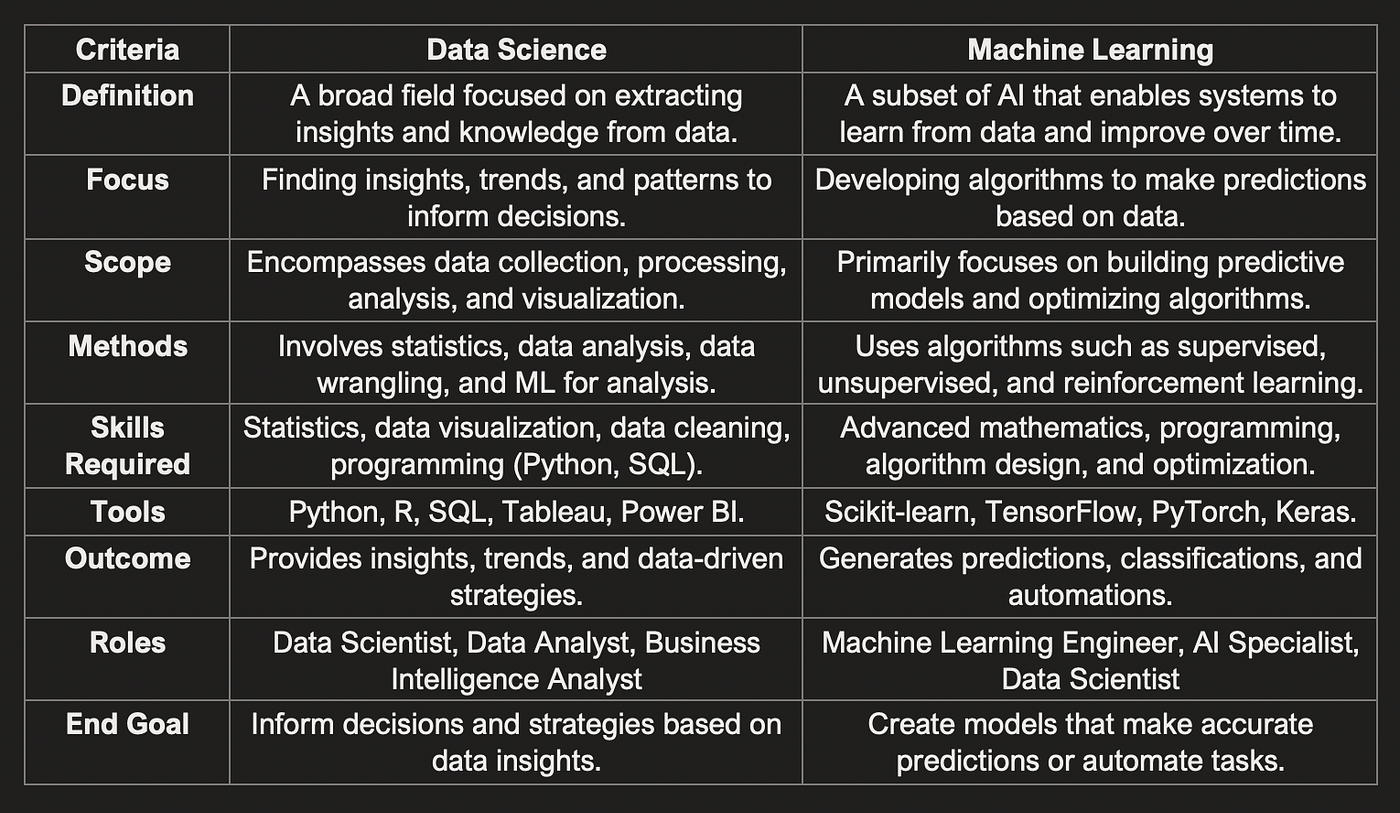 Criteria Data Science Machine Learning
Definition A broad field focused on extracting A subset of AI that enables systems to
insights and knowledge from data. learn from data and improve over time.
Focus Finding insights, trends, and patterns to Developing algorithms to make predictions
inform decisions. based on data.
Scope Encompasses data collection, processing, Primarily focuses on building predictive
analysis, and visualization. models and optimizing algorithms.
Methods Involves statistics, data analysis, data Uses algorithms such as supervised,
wrangling, and ML for analysis. unsupervised, and reinforcement learning.
Skills Statistics, data visualization, data cleaning, Advanced mathematics, programming,
Required programming (Python, SQL). algorithm design, and optimization.
Tools Python, R, SQL, Tableau, Power BI. Scikit-learn, TensorFlow, PyTorch, Keras.
Outcome Provides insights, trends, and data-driven Generates predictions, classifications, and
strategies. automations.
Roles Data Scientist, Data Analyst, Business Machine Learning Engineer, AI Specialist,
Intelligence Analyst Data Scientist
End Goal Inform decisions and strategies based on Create models that make accurate
data insights. predictions or automate tasks.